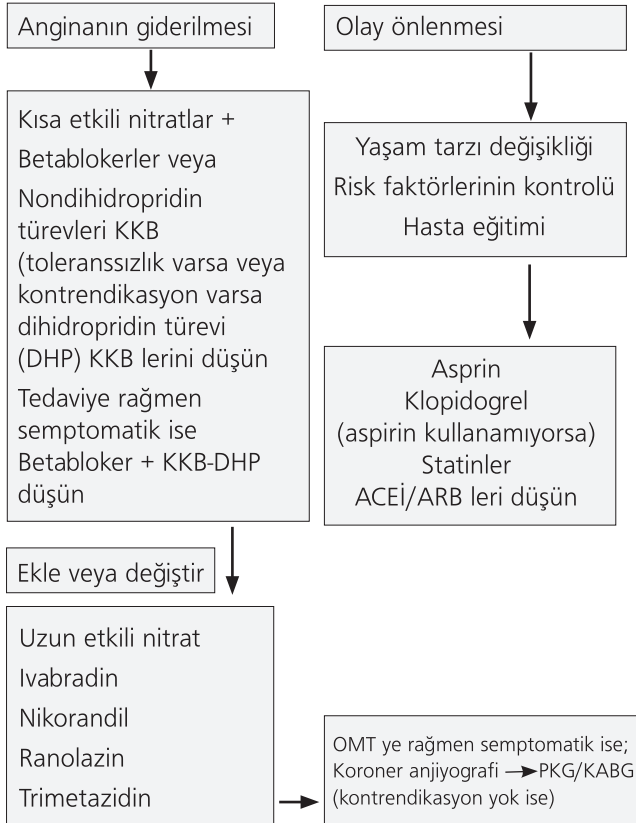 Anginanın giderilmesi
Kısa etkili nitratlar +
Betablokerler veya
Nondihidropridin
türevleri KKB
(toleranssızlık varsa veya
kontrendikasyon varsa
dihidropridin türevi
(DHP) KKB lerini düşün
Tedaviye rağmen
semptomatik ise
Betabloker + KKB-DHP
düşün
Ekle veya değiştir
Uzun etkili nitrat
Ivabradin
Nikorandil
Ranolazin
Trimetazidin
Olay önlenmesi
Yaşam tarzı değişikliği
Risk faktörlerinin kontrolü
Hasta eğitimi
Asprin
Klopidogrel
(aspirin kullanamıyorsa)
Statinler
ACEİ/ARB leri düşün
OMT ye rağmen semptomatik ise;
Koroner anjiyografi → PKG/KABG
(kontrendikasyon yok ise)